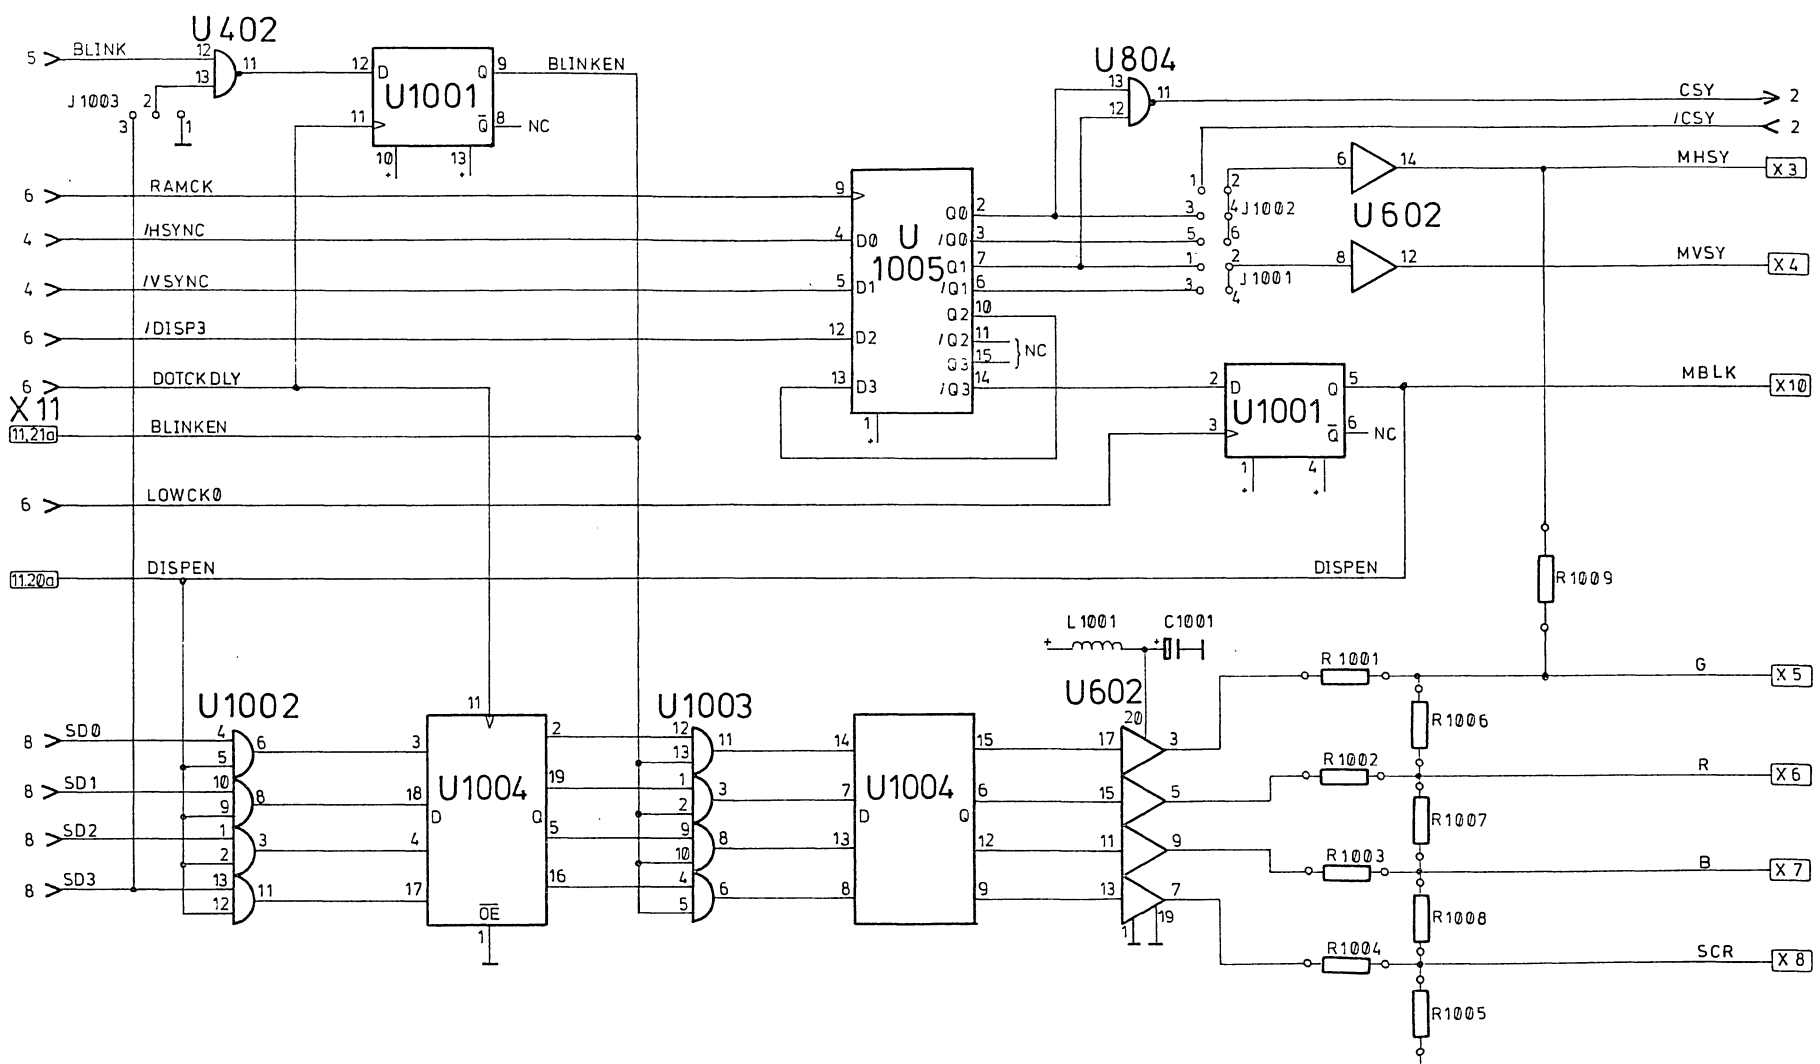 U402
5 BLINK 12 11 12 D Q 9 BLINKEN
13
U1001
J1003 2
3 1
11 Q 8 NC
10 13
+ +
U804
13 11 CSY 2
12
/CSY 2
6 RAMCK 9
4 /HSYNC 4 D0
4 /VSYNC 5 D1
6 /DISP3 12 D2
6 DOTCKDLY 13 D3
U
1005
Q0 2
/Q0 3
Q1 7
/Q1 6
Q2 10
/Q2 11
Q3 15
NC
/Q3 14
1
+
1 2
3 4 J1002
5 6
1 2
J1001
3 4
6 14 MHSY X3
U602
8 12 MVSY X4
2 D Q 5 MBLK X10
U1001
3 Q 6 NC
1 4
+ +
X11
11,21a BLINKEN
6 LOWCK0
11.20a DISPEN DISPEN
R1009
L1001 C1001
+ +
U1002
8 SD0 4 6
5
8 SD1 10 8
9
8 SD2 1 3
2
8 SD3 13 11
12
11
3 2
18 U1004 19
D Q
4 5
17 16
OE
1
U1003
12 11
13
1 3
2
9 8
10
4 6
5
14 15
7 U1004 6
D Q
13 12
8 9
U602
20
17 3
15 5
11 9
13 7
1 19
R1001 G X5
R1006
R1002 R X6
R1007
R1003 B X7
R1008
R1004 SCR X8
R1005